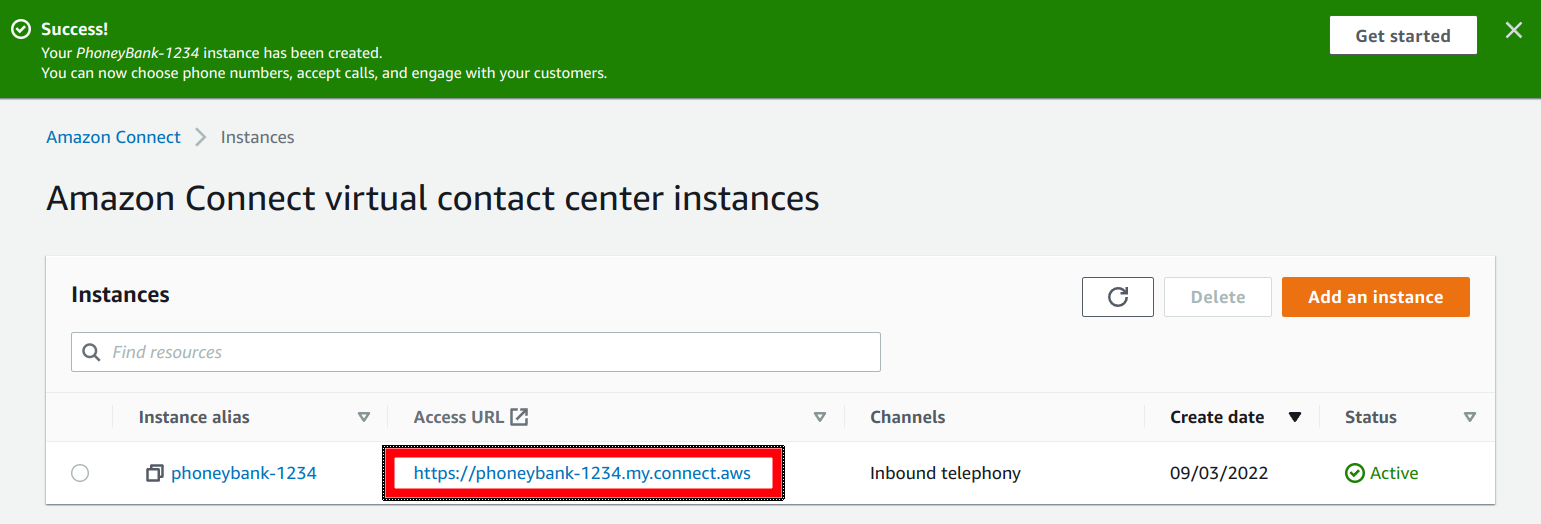 Success!
Your PhoneyBank-1234 instance has been created.
You can now choose phone numbers, accept calls, and engage with your customers.
Get started
Amazon Connect > Instances
Amazon Connect virtual contact center instances
Instances
Delete
Add an instance
Find resources
Instance alias Access URL Channels Create date Status
phoneybank-1234 https://phoneybank-1234.my.connect.aws Inbound telephony 09/03/2022 Active